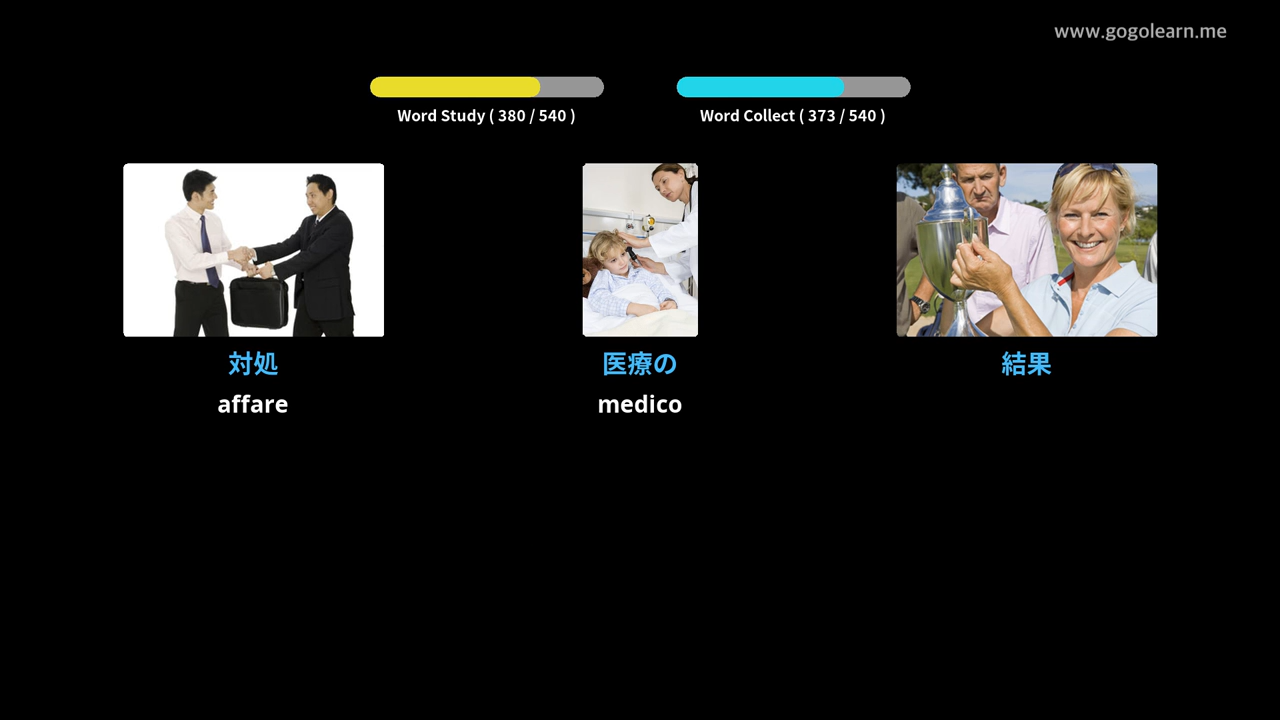 www.gogolearn.me
Word Study ( 380 / 540 )
Word Collect ( 373 / 540 )
対処
医療の
結果
affare
medico